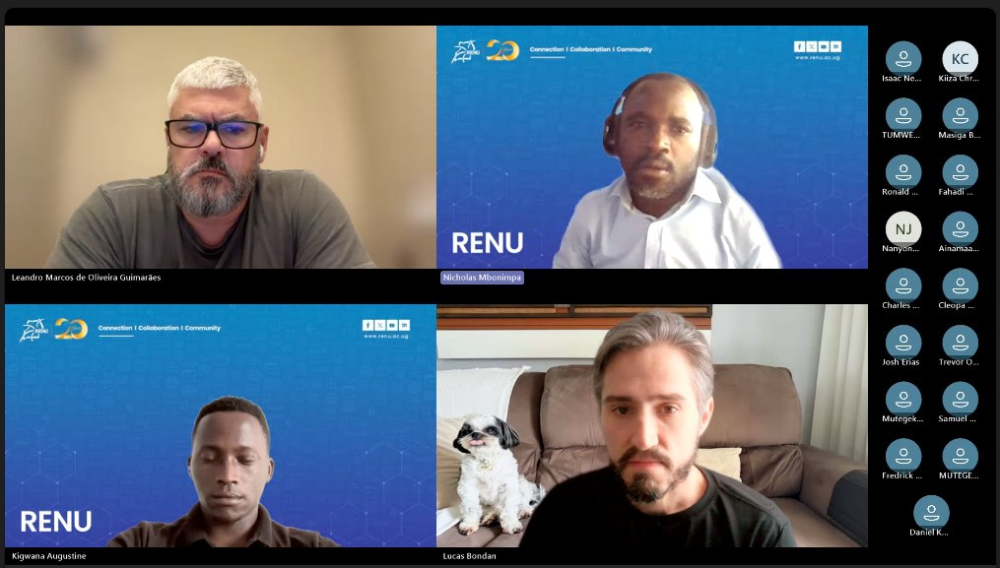 RENU
20
Connection I Collaboration I Community
www.renu.ac.ug
RENU
Leandro Marcos de Oliveira Guimarães
Nicholas Mbonimpa
RENU
20
Connection I Collaboration I Community
www.renu.ac.ug
RENU
Kigwana Augustine
Lucas Bondan
Isaac Ne...
KC
Kiiza Chr...
TUMWE...
Masiga B...
Ronald ...
Fahadi ...
NJ
Nanyon...
Ainamaa...
Charles ...
Cleopa ...
Josh Erias
Trevor O...
Mutegek...
Samuel ...
Fredrick ...
MUTEGE...
Daniel K...